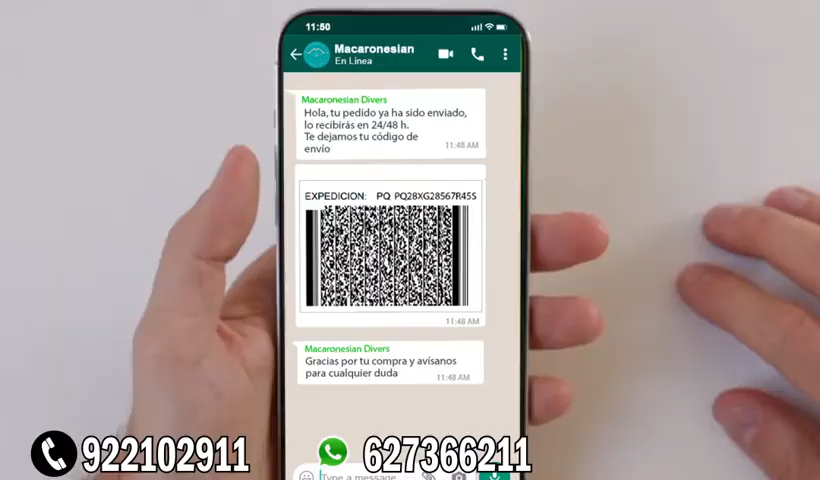 11:50
Macaronesian
En Línea
Macaronesian Divers
Hola, tu pedido ya ha sido enviado,
lo recibirás en 24/48 h.
Te dejamos tu código de
envío
11:48 AM
EXPEDICION: PQ PQ28XG28567R45S
11:48 AM
Macaronesian Divers
Gracias por tu compra y avísanos
para cualquier duda
11:48 AM
Type a message
922102911
627366211